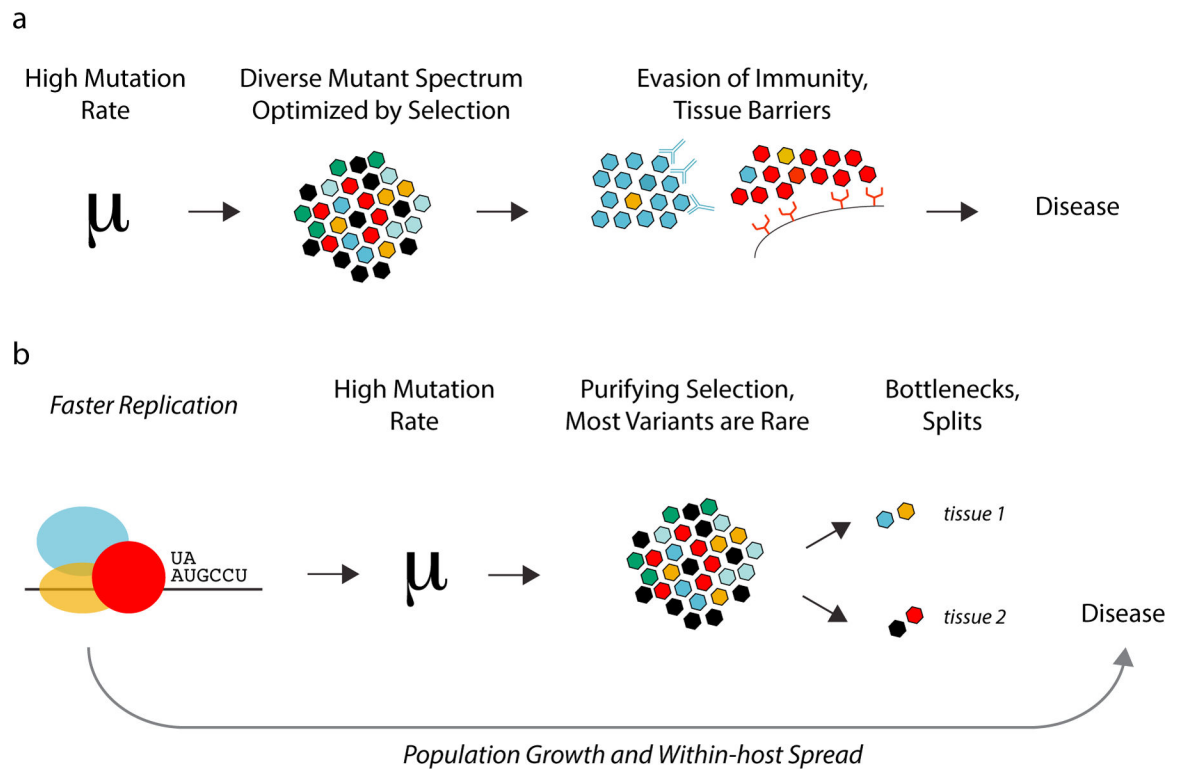 a
High Mutation
Rate
Diverse Mutant Spectrum
Optimized by Selection
Evasion of Immunity,
Tissue Barriers
μ
Disease
b
Faster Replication
High Mutation
Rate
Purifying Selection,
Most Variants are Rare
Bottlenecks,
Splits
UA
AUGCCU
μ
tissue 1
tissue 2
Disease
Population Growth and Within-host Spread